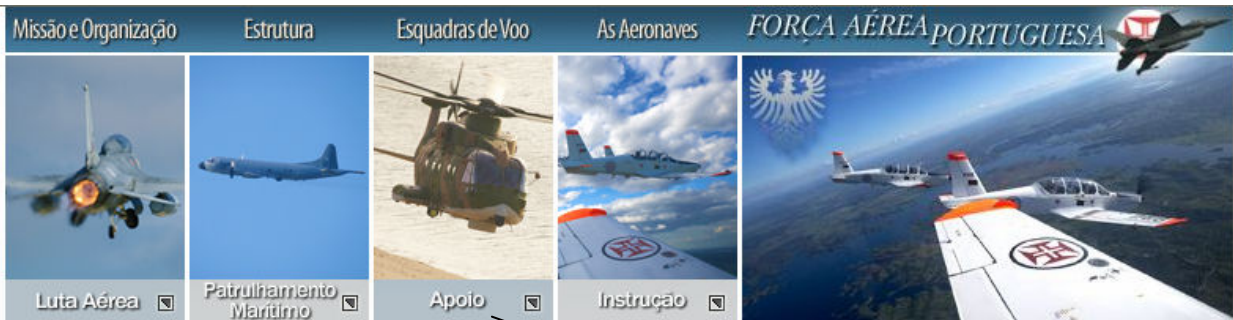 Missão e Organização
Estrutura
Esquadras de Voo
As Aeronaves
FORÇA AÉREA PORTUGUESA
Luta Aérea
Patrulhamento
Marítimo
Apoio
Instrução